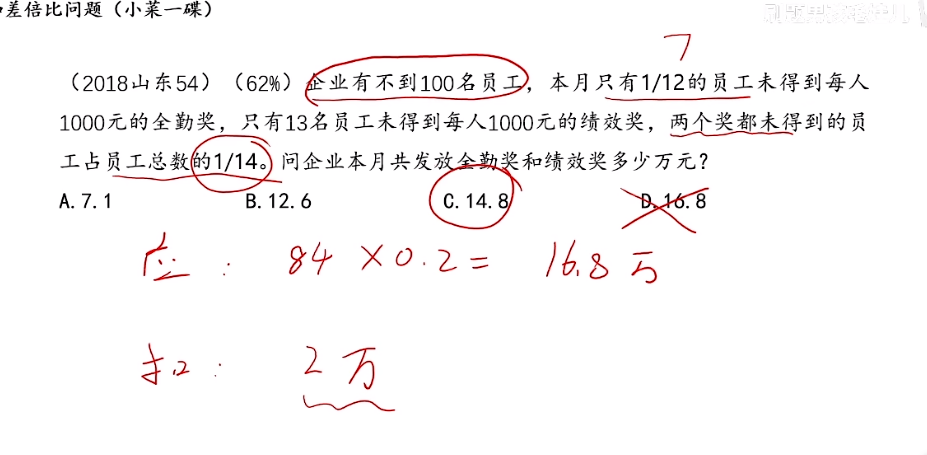 差倍比问题（小菜一碟）
7
（2018山东54）（62%）企业有不到100名员工，本月只有1/12的员工未得到每人
1000元的全勤奖，只有13名员工未得到每人1000元的绩效奖，两个奖都未得到的员
工占员工总数的1/14。问企业本月共发放全勤奖和绩效奖多少万元？
A. 7.1 B. 12.6 C. 14.8 D. 16.8
应： 84 ×0.2= 16.8 万
扣： 2万